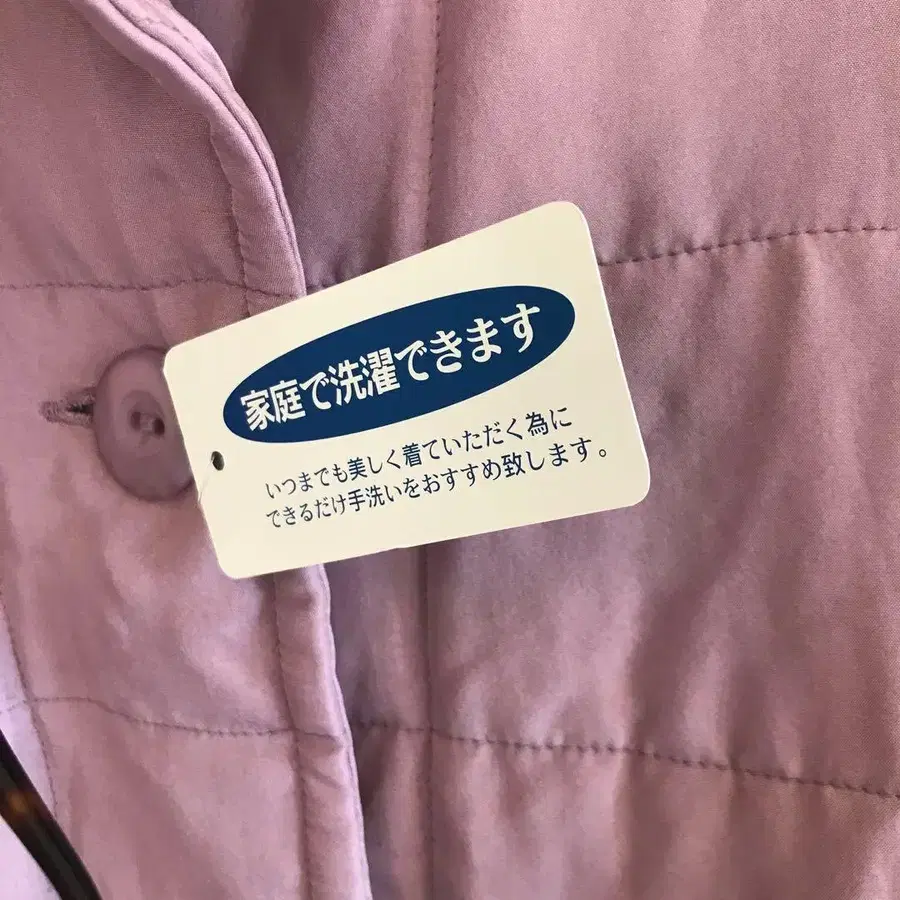 家庭で洗濯できます
いつまでも美しく着ていただく為に
できるだけ手洗いをおすすめ致します。